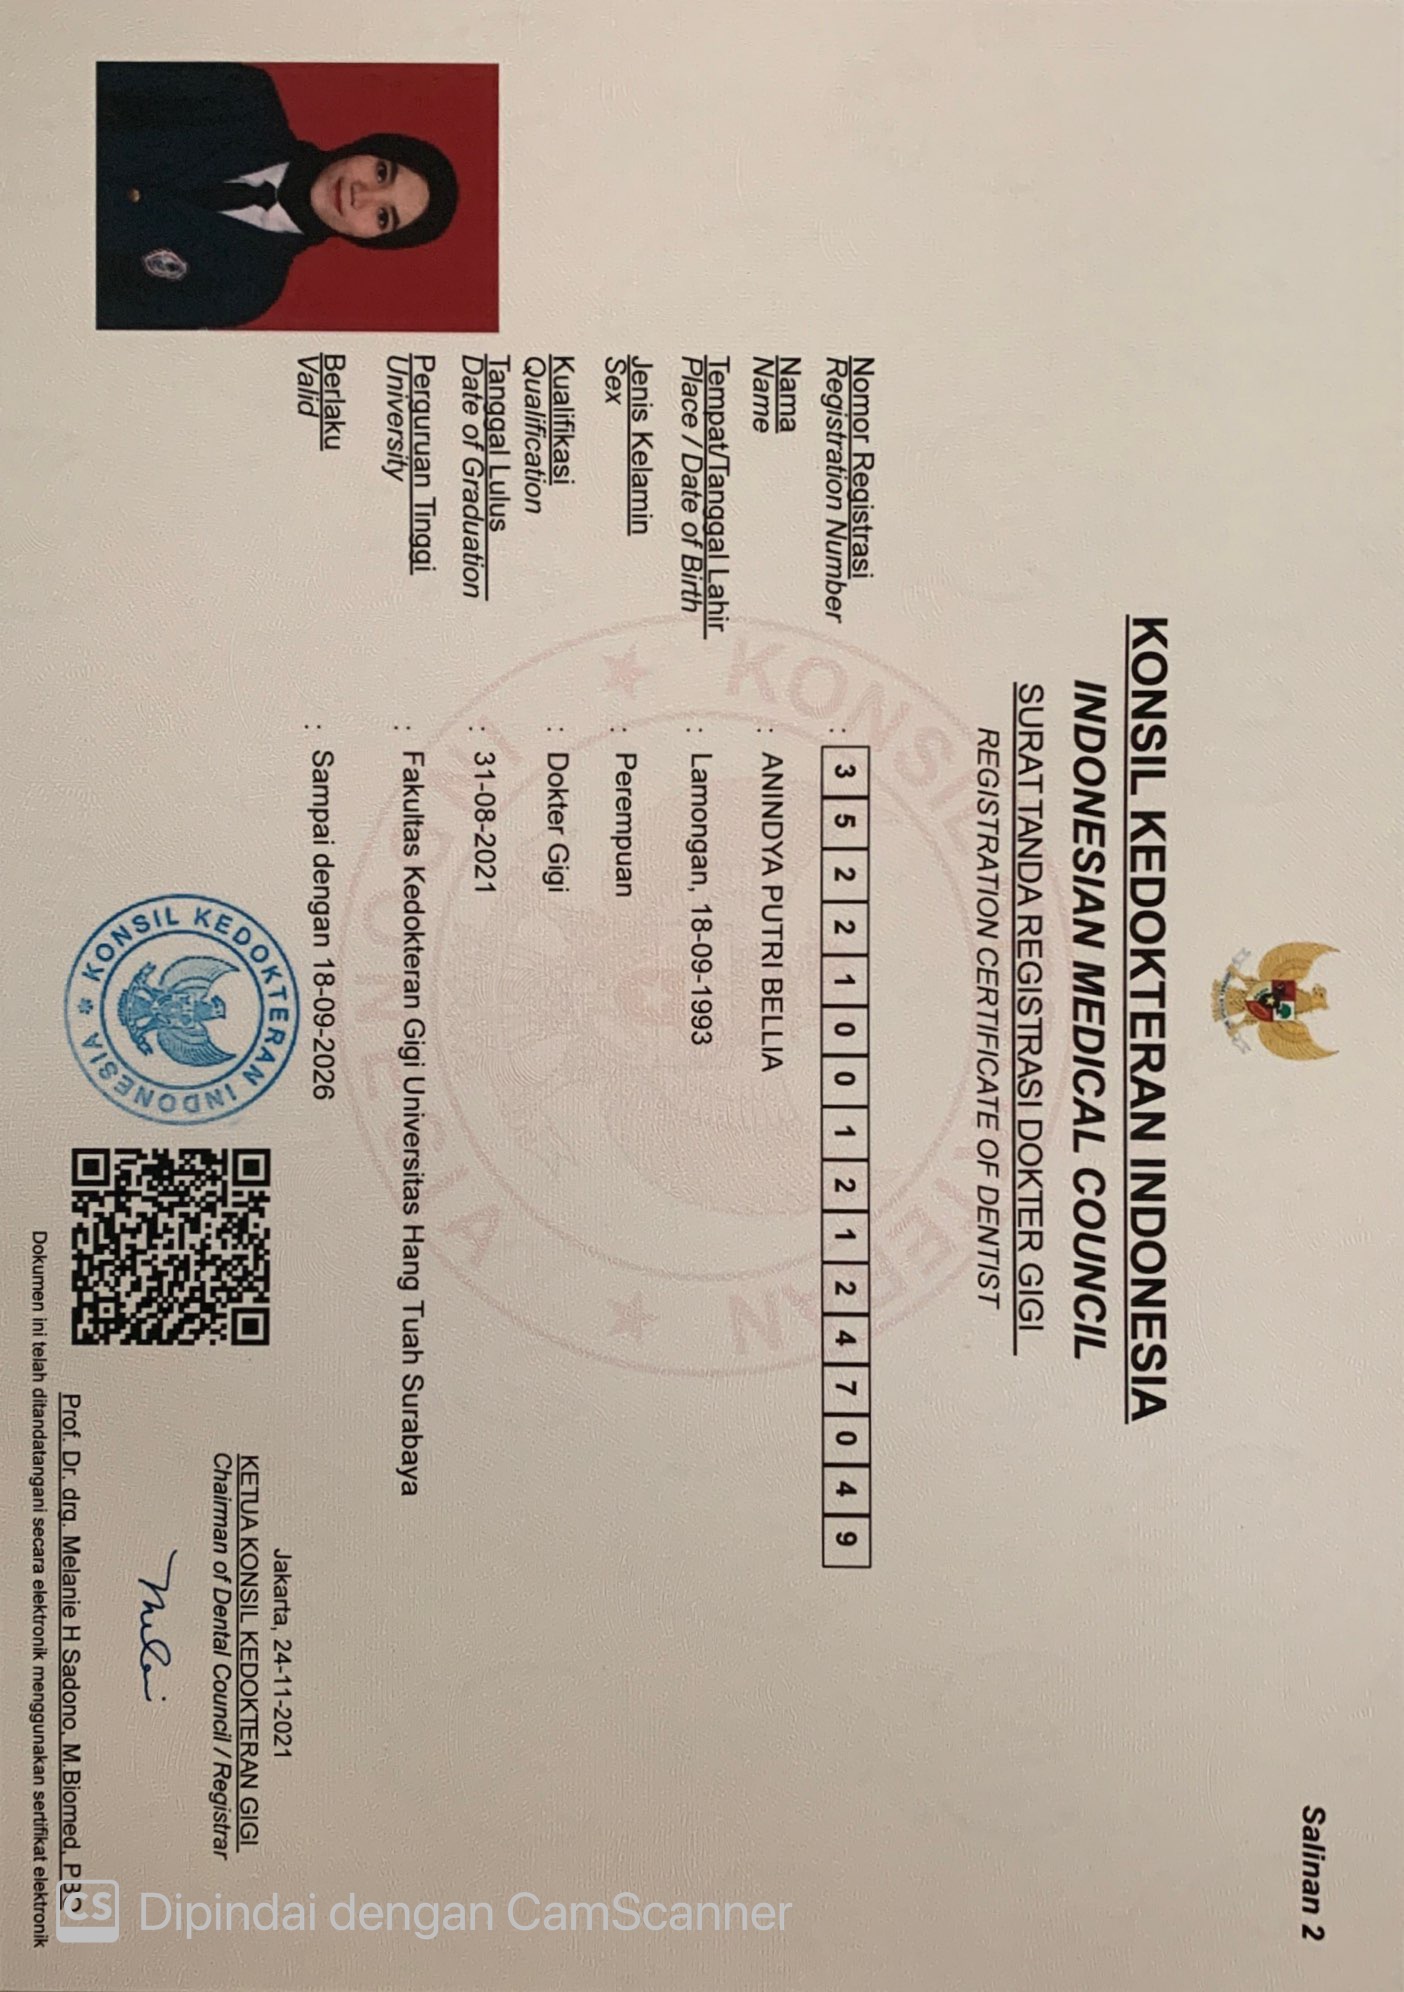 Salinan 2
KONSIL KEDOKTERAN INDONESIA
INDONESIAN MEDICAL COUNCIL
SURAT TANDA REGISTRASI DOKTER GIGI
REGISTRATION CERTIFICATE OF DENTIST
Nomor Registrasi : 3 5 2 2 1 0 0 1 2 1 2 4 7 0 4 9
Registration Number
Nama : ANINDYA PUTRI BELLIA
Name
Tempat/Tanggal Lahir : Lamongan, 18-09-1993
Place / Date of Birth
Jenis Kelamin : Perempuan
Sex
Kualifikasi : Dokter Gigi
Qualification
Tanggal Lulus : 31-08-2021
Date of Graduation
Perguruan Tinggi : Fakultas Kedokteran Gigi Universitas Hang Tuah Surabaya
University
Berlaku : Sampai dengan 18-09-2026
Valid
KONSIL KEDOKTERAN INDONESIA
Jakarta, 24-11-2021
KETUA KONSIL KEDOKTERAN GIGI
Chairman of Dental Council / Registrar
Prof. Dr. drg. Melanie H Sadono, M.Biomed,
Dokumen ini telah ditandatangani secara elektronik menggunakan sertifikat elektronik
CS Dipindai dengan CamScanner